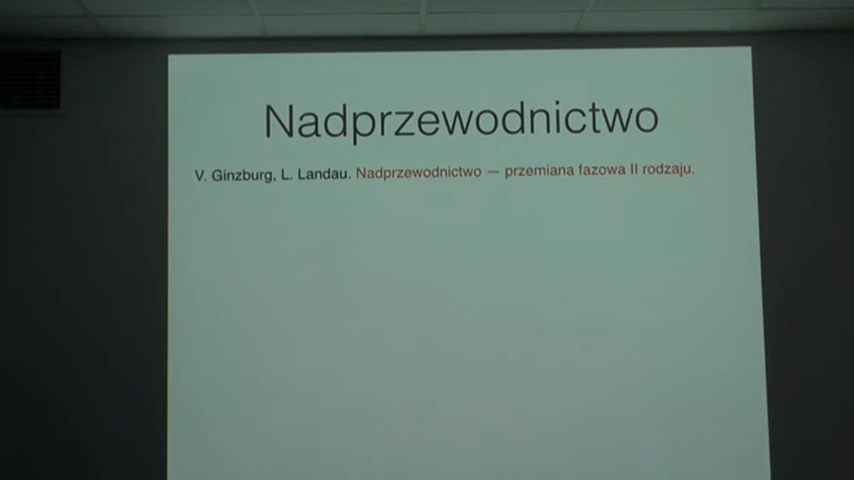 Nadprzewodnictwo
V. Ginzburg, L. Landau. Nadprzewodnictwo — przemiana fazowa II rodzaju.